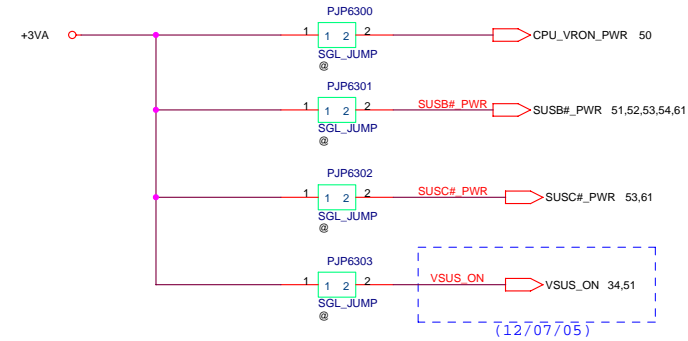 PJP6300
+3VA
1 1 2 2
CPU_VRON_PWR 50
SGL_JUMP
@
PJP6301
1 1 2 2
SUSB#_PWR
SUSB#_PWR 51,52,53,54,61
SGL_JUMP
@
PJP6302
1 1 2 2
SUSC#_PWR
SUSC#_PWR 53,61
SGL_JUMP
@
PJP6303
1 1 2 2
VSUS_ON
VSUS_ON 34,51
SGL_JUMP
@
(12/07/05)